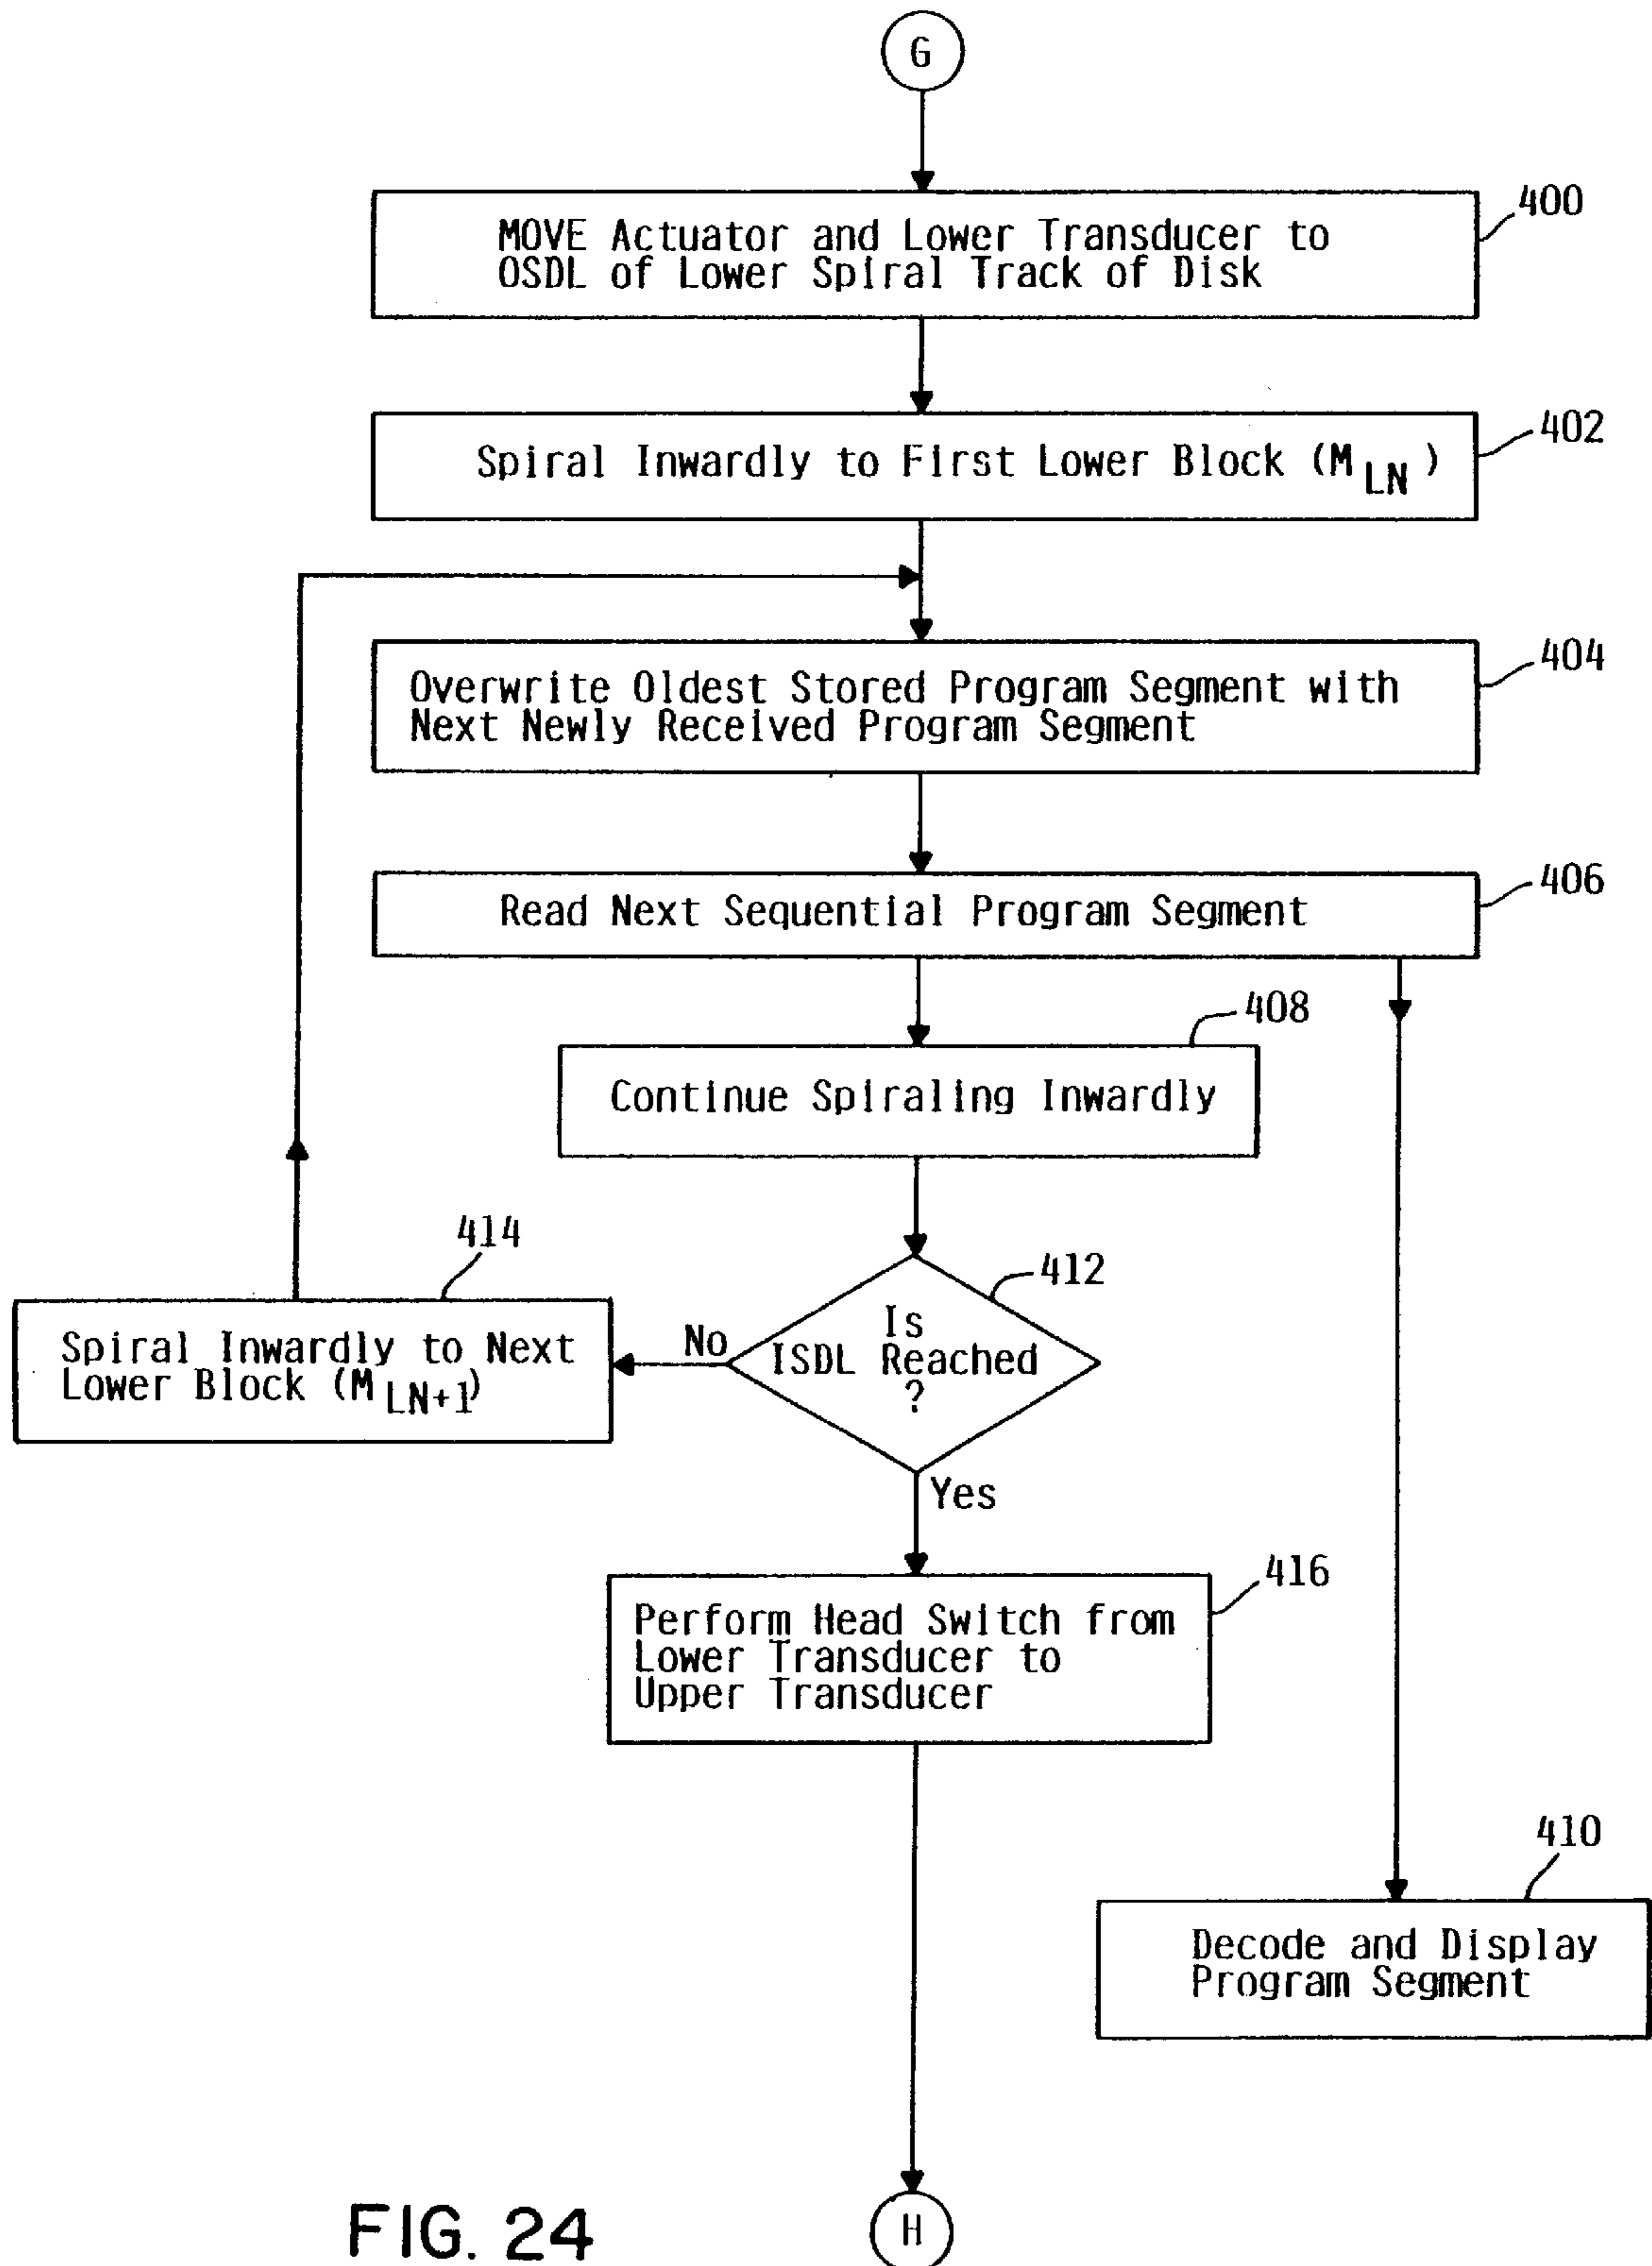 G
400
MOVE Actuator and Lower Transducer to
OSDL of Lower Spiral Track of Disk
402
Spiral Inwardly to First Lower Block (M LN )
404
Overwrite Oldest Stored Program Segment with
Next Newly Received Program Segment
406
Read Next Sequential Program Segment
408
Continue Spiraling Inwardly
414
412
Is
ISDL Reached
?
No
Spiral Inwardly to Next
Lower Block (M LN+1)
Yes
416
Perform Head Switch from
Lower Transducer to
Upper Transducer
410
Decode and Display
Program Segment
H
FIG. 24